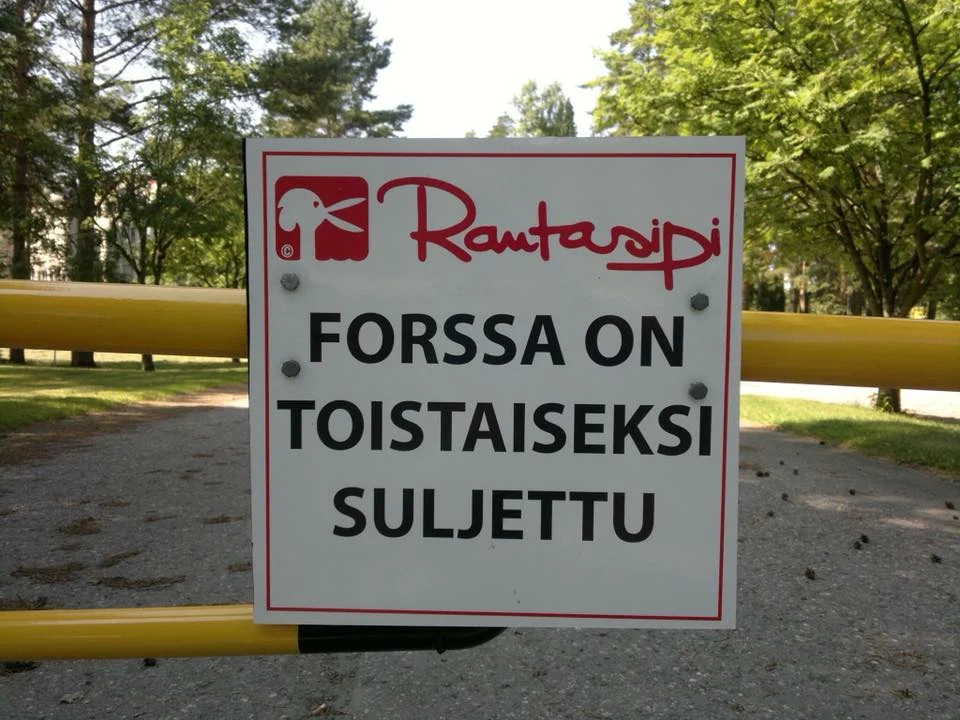 ©
Rantasipi
FORSSA ON
TOISTAISEKSI
SULJETTU